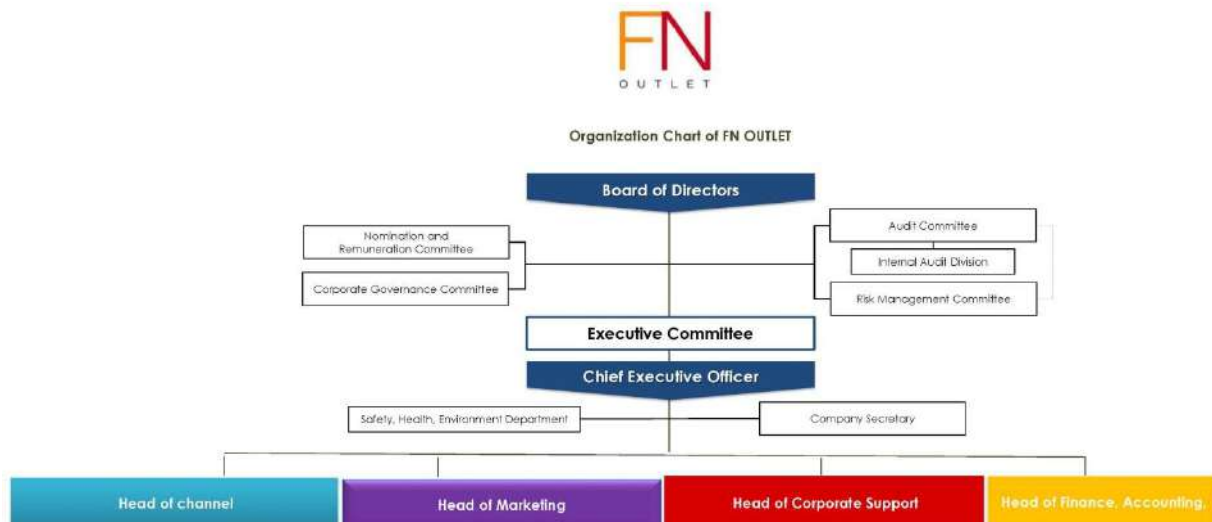 FN
OUTLET
Organization Chart of FN OUTLET
Board of Directors
Nomination and
Remuneration Committee
Audit Committee
Internal Audit Division
Corporate Governance Committee
Risk Management Committee
Executive Committee
Chief Executive Officer
Safety, Health, Environment Department
Company Secretary
Head of channel
Head of Marketing
Head of Corporate Support
Head of Finance, Accounting,